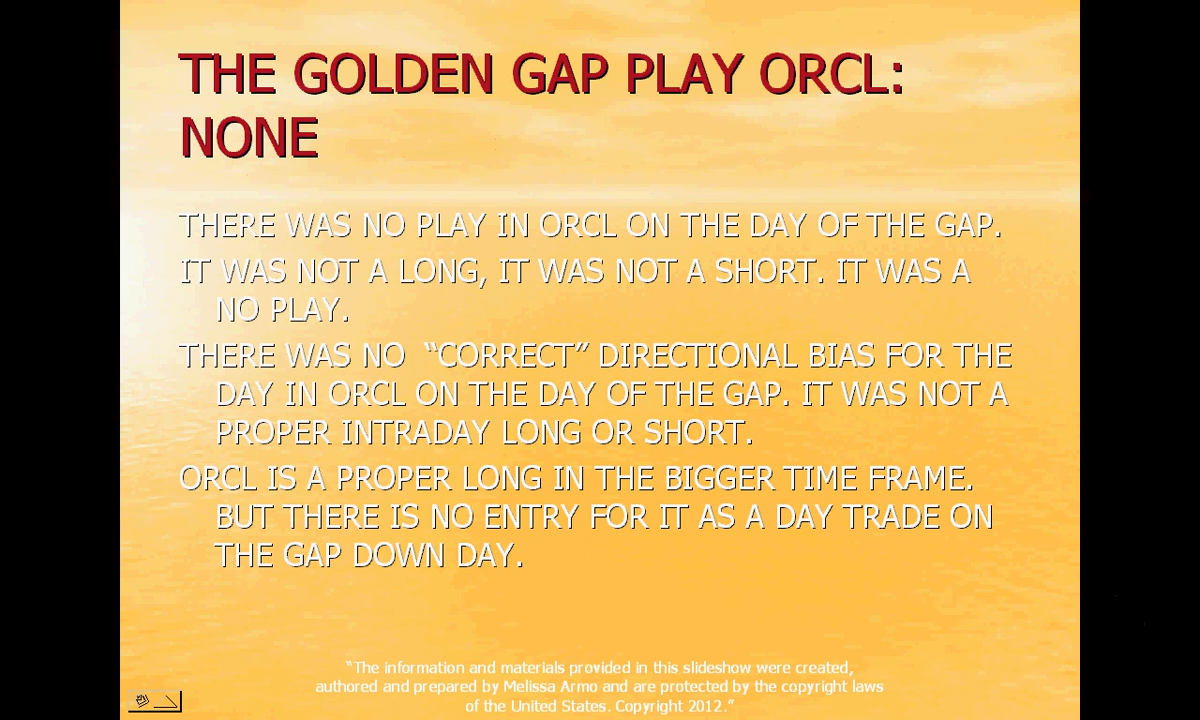 THE GOLDEN GAP PLAY ORCL:
NONE
THERE WAS NO PLAY IN ORCL ON THE DAY OF THE GAP.
IT WAS NOT A LONG, IT WAS NOT A SHORT. IT WAS A
NO PLAY.
THERE WAS NO “CORRECT” DIRECTIONAL BIAS FOR THE
DAY IN ORCL ON THE DAY OF THE GAP. IT WAS NOT A
PROPER INTRADAY LONG OR SHORT.
ORCL IS A PROPER LONG IN THE BIGGER TIME FRAME.
BUT THERE IS NO ENTRY FOR IT AS A DAY TRADE ON
THE GAP DOWN DAY.
“The information and materials provided in this slideshow were created,
authored and prepared by Melissa Armo and are protected by the copyright laws
of the United States. Copyright 2012.”